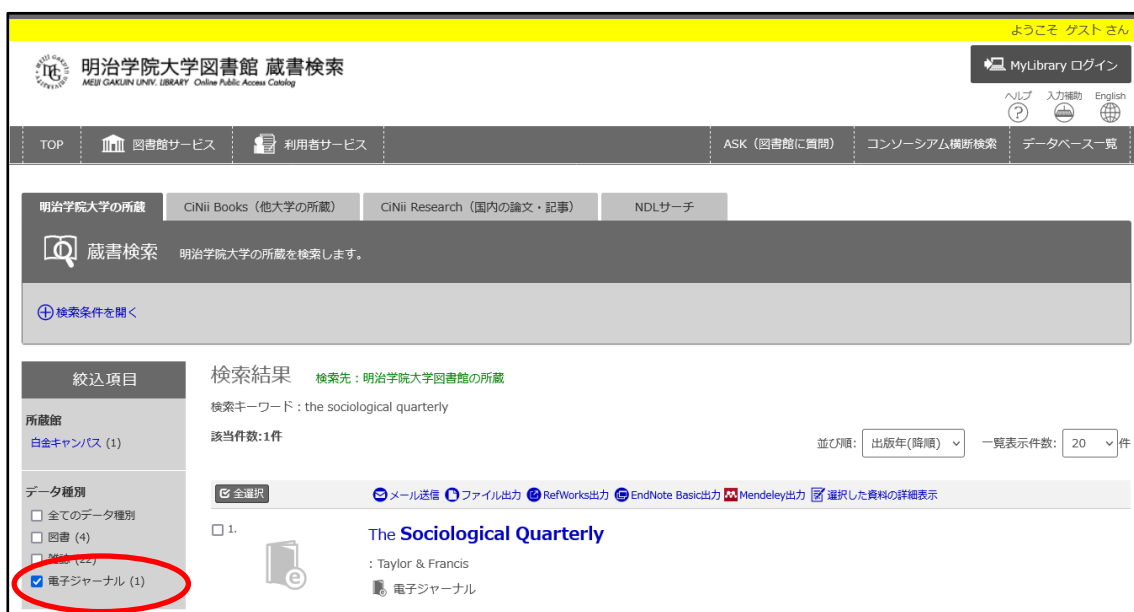 ようこそ ゲスト さん
明治学院大学図書館 蔵書検索
MEIJI GAKUIN UNIV. LIBRARY Online Public Access Catalog
MyLibrary ログイン
ヘルプ 入力補助 English
TOP 図書館サービス 利用者サービス ASK（図書館に質問） コンソーシアム横断検索 データベース一覧
明治学院大学の所蔵 CiNii Books（他大学の所蔵） CiNii Research（国内の論文・記事） NDLサーチ
蔵書検索 明治学院大学の所蔵を検索します。
検索条件を開く
絞込項目
所蔵館
白金キャンパス (1)
データ種別
全てのデータ種別
図書 (4)
雑誌 (22)
電子ジャーナル (1)
検索結果 検索先：明治学院大学図書館の所蔵
検索キーワード：the sociological quarterly
該当件数:1件
並び順: 出版年(降順) 一覧表示件数: 20 件
全選択 メール送信 ファイル出力 RefWorks出力 EndNote Basic出力 Mendeley出力 選択した資料の詳細表示
1. The Sociological Quarterly
: Taylor & Francis
電子ジャーナル